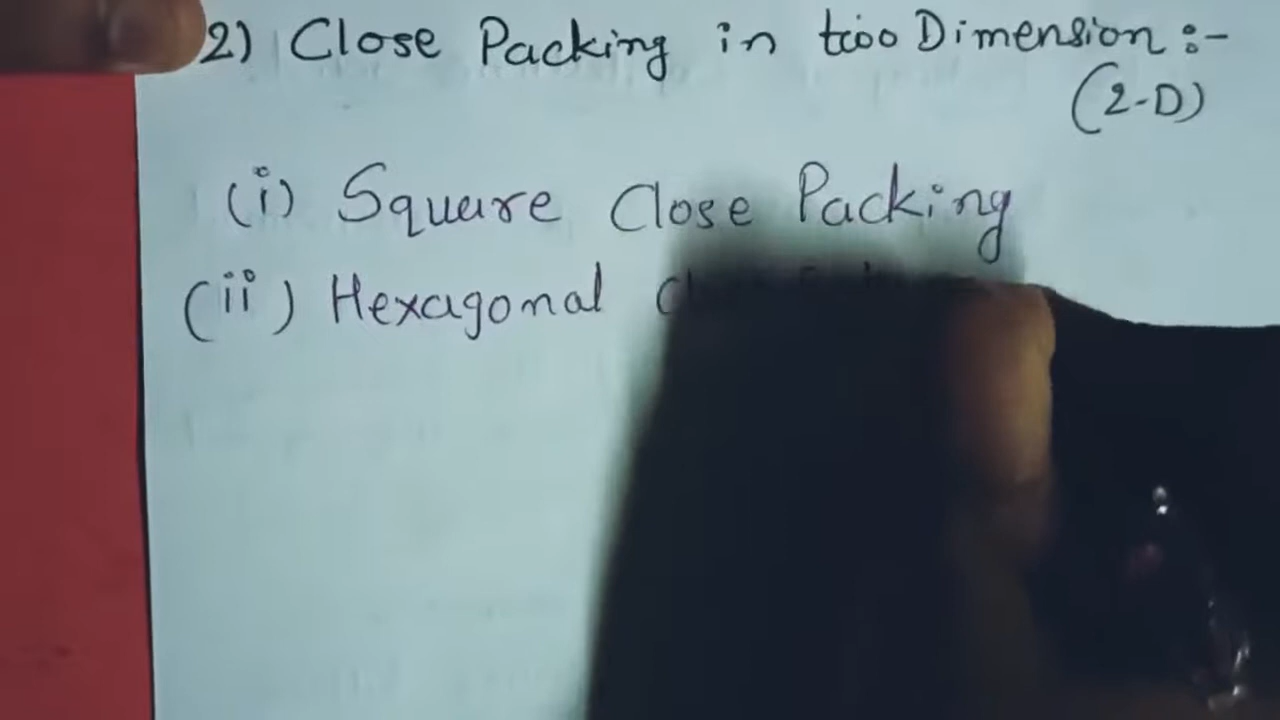 2) Close Packing in two Dimension :-
(2-D)
(i) Square Close Packing
(ii) Hexagonal